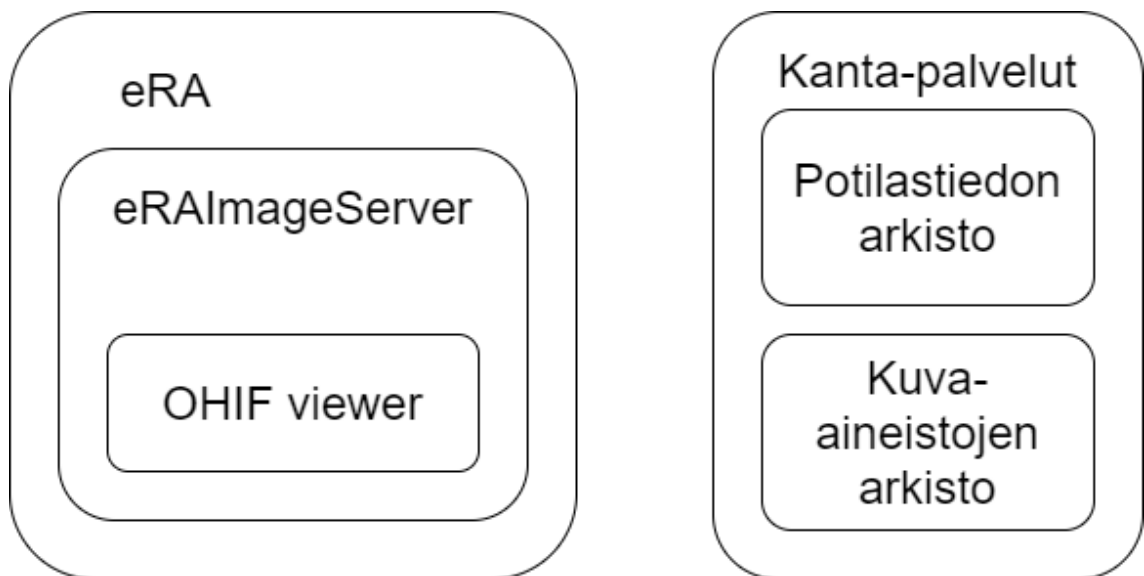 eRA
eRAImageServer
OHIF viewer
Kanta-palvelut
Potilastiedon
arkisto
Kuva-
aineistojen
arkisto